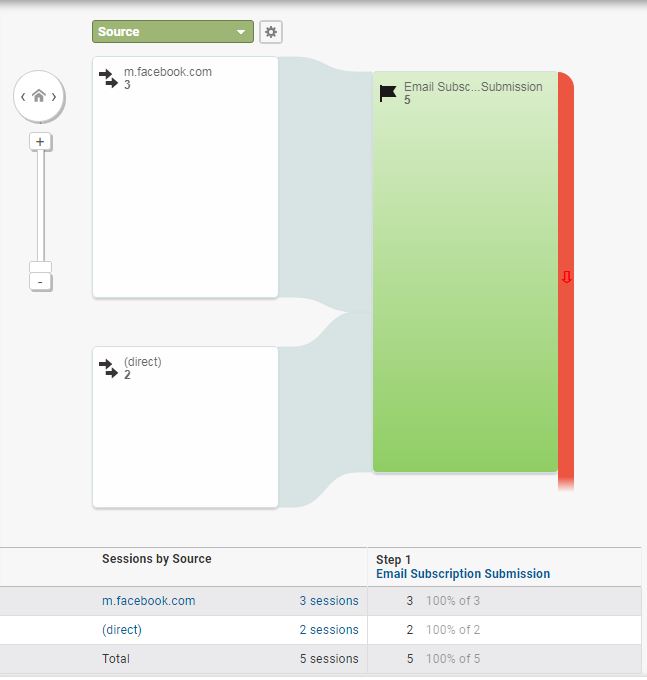 Source
m.facebook.com
3
Email Subsc...Submission
5
+
-
(direct)
2
Sessions by Source
Step 1
Email Subscription Submission
m.facebook.com 3 sessions 3 100% of 3
(direct) 2 sessions 2 100% of 2
Total 5 sessions 5 100% of 5